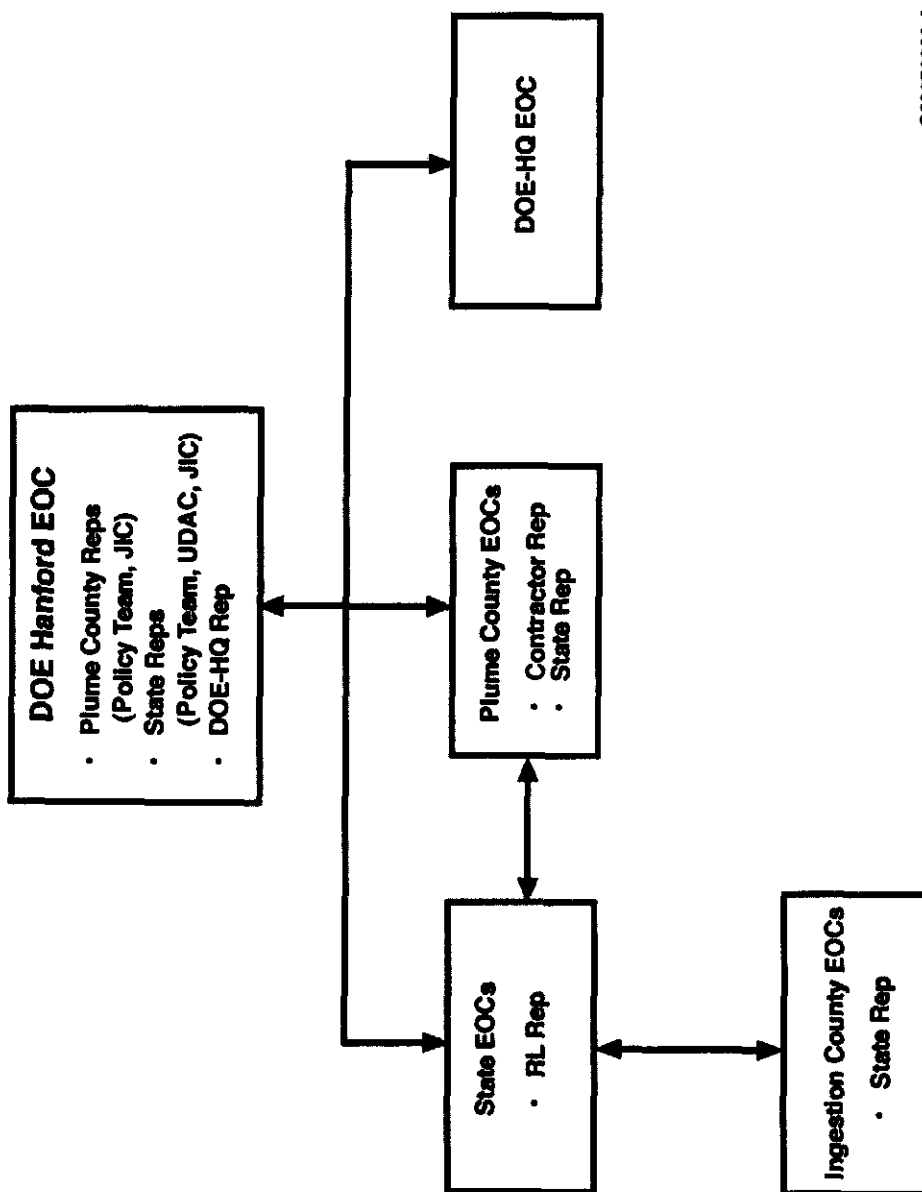 DOE Hanford EOC
• Plume County Reps
(Policy Team, JIC)
• State Reps
(Policy Team, UDAC, JIC)
• DOE-HQ Rep
State EOCs
• RL Rep
Plume County EOCs
• Contractor Rep
• State Rep
DOE-HQ EOC
Ingestion County EOCs
• State Rep